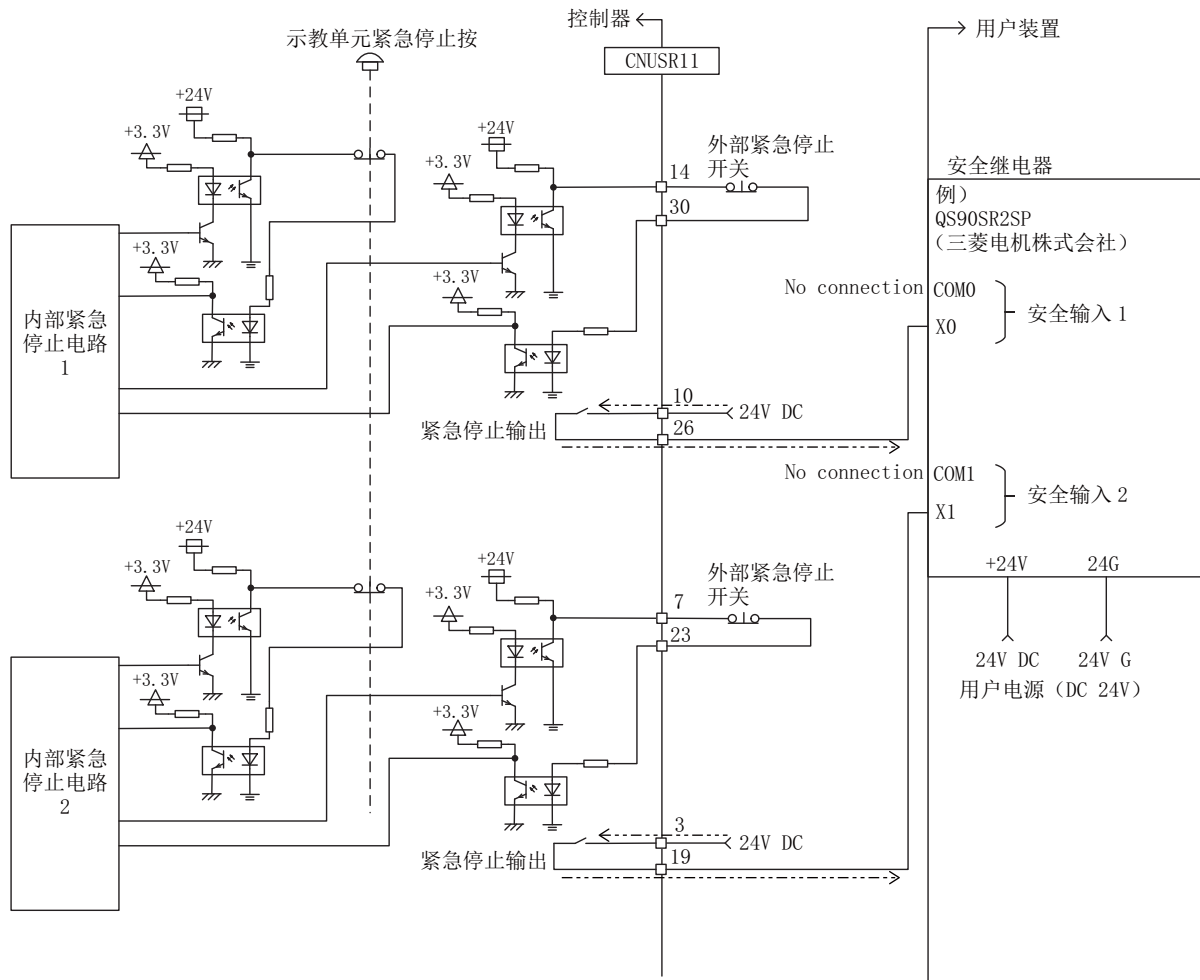 控制器
用户装置
示教单元紧急停止按
CNUSR11
+24V
+3.3V
+24V
+3.3V
14
外部紧急停止
开关
30
安全继电器
例）
QS90SR2SP
（三菱电机株式会社）
+3.3V
+3.3V
No connection
COM0
安全输入 1
X0
内部紧急
停止电路
1
10
24V DC
紧急停止输出
26
No connection
COM1
安全输入 2
X1
+24V
+3.3V
+24V
+3.3V
7
外部紧急停止
开关
23
+24V
24G
24V DC
24V G
用户电源（DC 24V）
+3.3V
+3.3V
内部紧急
停止电路
2
3
24V DC
紧急停止输出
19